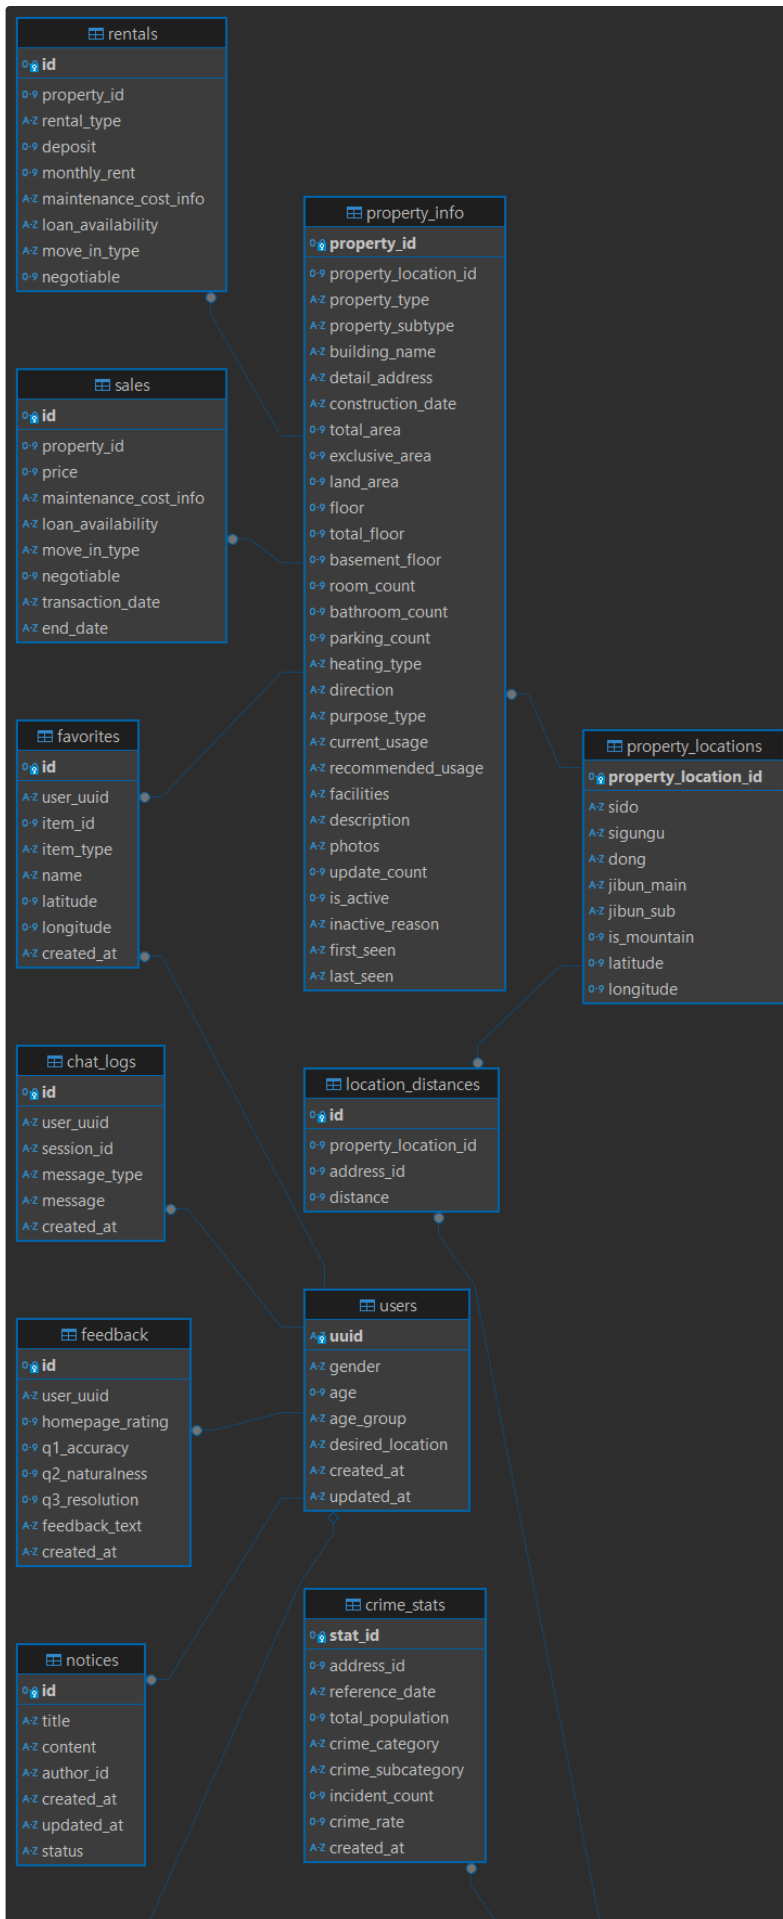 rentals
id
property_id
rental_type
deposit
monthly_rent
maintenance_cost_info
loan_availability
move_in_type
negotiable
property_info
property_id
property_location_id
property_type
property_subtype
building_name
detail_address
construction_date
total_area
exclusive_area
land_area
floor
total_floor
basement_floor
room_count
bathroom_count
parking_count
heating_type
direction
purpose_type
current_usage
recommended_usage
facilities
description
photos
update_count
is_active
inactive_reason
first_seen
last_seen
sales
id
property_id
price
maintenance_cost_info
loan_availability
move_in_type
negotiable
transaction_date
end_date
favorites
id
user_uuid
item_id
item_type
name
latitude
longitude
created_at
property_locations
property_location_id
sido
sigungu
dong
jibun_main
jibun_sub
is_mountain
latitude
longitude
chat_logs
id
user_uuid
session_id
message_type
message
created_at
location_distances
id
property_location_id
address_id
distance
users
uuid
gender
age
age_group
desired_location
created_at
updated_at
feedback
id
user_uuid
homepage_rating
q1_accuracy
q2_naturalness
q3_resolution
feedback_text
created_at
crime_stats
stat_id
address_id
reference_date
total_population
crime_category
crime_subcategory
incident_count
crime_rate
created_at
notices
id
title
content
author_id
created_at
updated_at
status